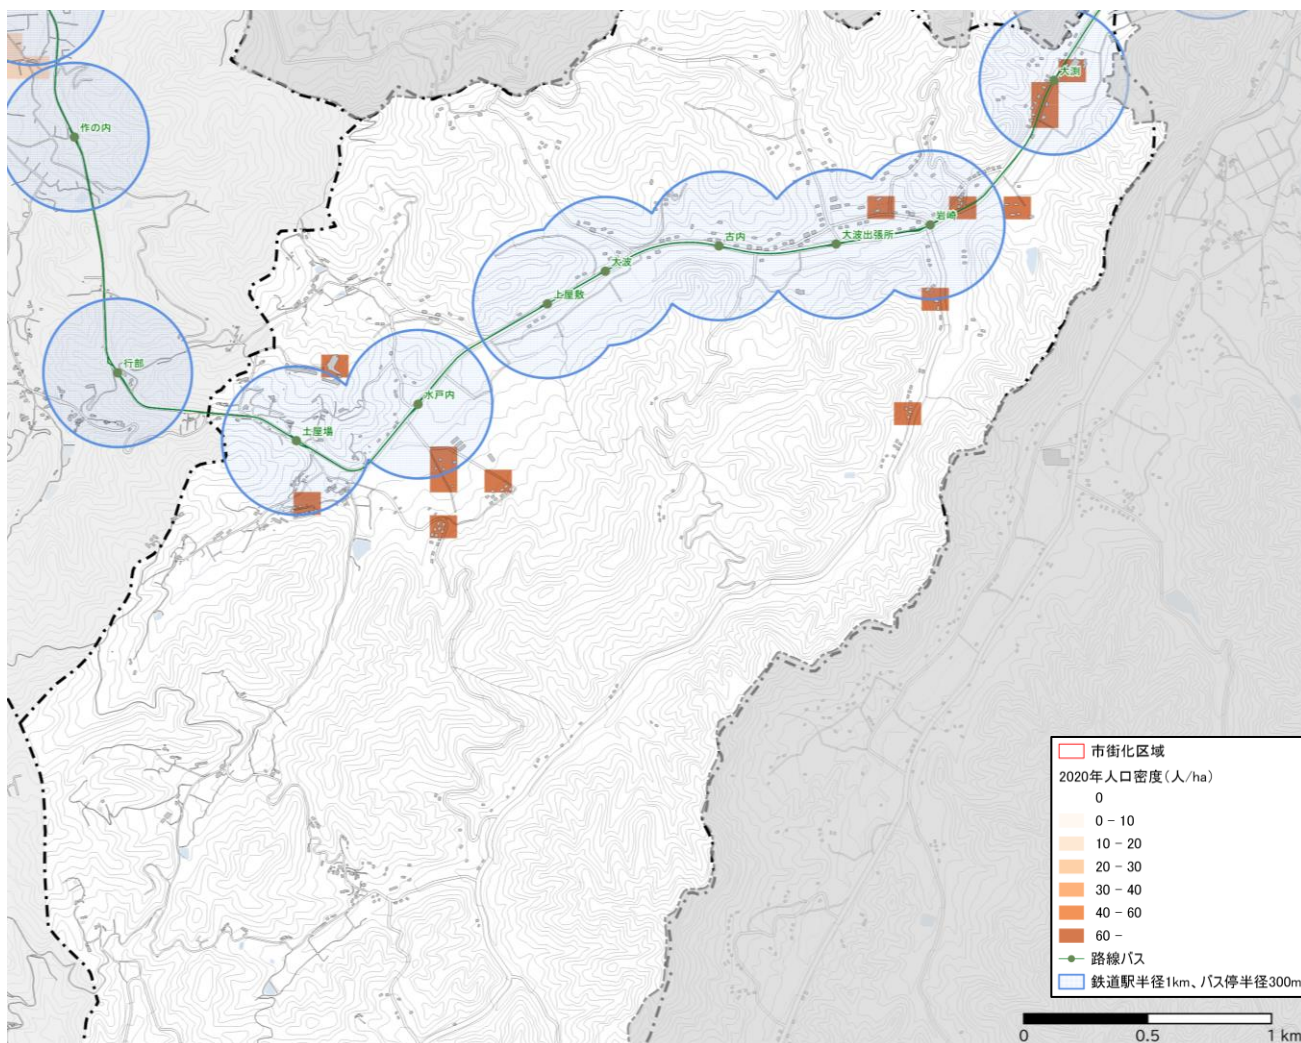 大渕
作の内
岩崎
大波出張所
古内
大波
上屋敷
行部
水戸内
土屋場
市街化区域
2020年人口密度(人/ha)
0
0 - 10
10 - 20
20 - 30
30 - 40
40 - 60
60 -
路線バス
鉄道駅半径1km、バス停半径300m
0 0.5 1 km